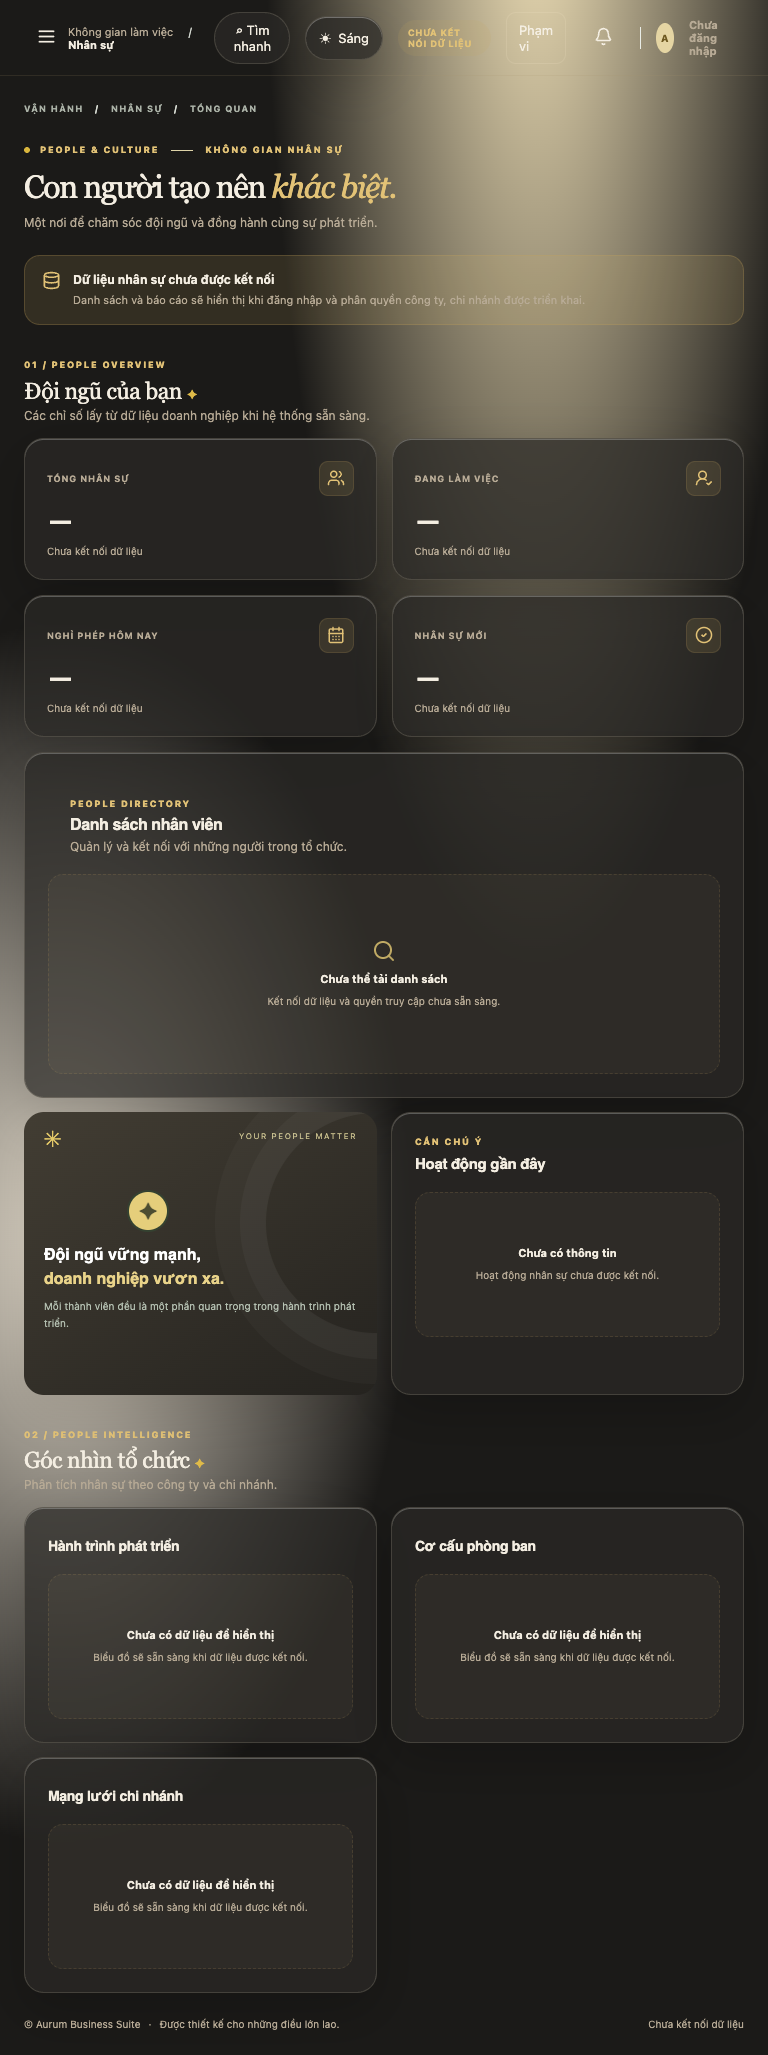 Không gian làm việc /
Nhân sự
⌕ Tìm nhanh
☀ Sáng
CHƯA KẾT NỐI DỮ LIỆU
Phạm vi
A
Chưa đăng nhập
VẬN HÀNH / NHÂN SỰ / TỔNG QUAN
PEOPLE & CULTURE — KHÔNG GIAN NHÂN SỰ
Con người tạo nên khác biệt.
Một nơi để chăm sóc đội ngũ và đồng hành cùng sự phát triển.
Dữ liệu nhân sự chưa được kết nối
Danh sách và báo cáo sẽ hiển thị khi đăng nhập và phân quyền công ty, chi nhánh được triển khai.
01 / PEOPLE OVERVIEW
Đội ngũ của bạn ✦
Các chỉ số lấy từ dữ liệu doanh nghiệp khi hệ thống sẵn sàng.
TỔNG NHÂN SỰ
—
Chưa kết nối dữ liệu
ĐANG LÀM VIỆC
—
Chưa kết nối dữ liệu
NGHỈ PHÉP HÔM NAY
—
Chưa kết nối dữ liệu
NHÂN SỰ MỚI
—
Chưa kết nối dữ liệu
PEOPLE DIRECTORY
Danh sách nhân viên
Quản lý và kết nối với những người trong tổ chức.
Chưa thể tải danh sách
Kết nối dữ liệu và quyền truy cập chưa sẵn sàng.
YOUR PEOPLE MATTER
Đội ngũ vững mạnh,
doanh nghiệp vươn xa.
Mỗi thành viên đều là một phần quan trọng trong hành trình phát
triển.
CẦN CHÚ Ý
Hoạt động gần đây
Chưa có thông tin
Hoạt động nhân sự chưa được kết nối.
02 / PEOPLE INTELLIGENCE
Góc nhìn tổ chức ✦
Phân tích nhân sự theo công ty và chi nhánh.
Hành trình phát triển
Chưa có dữ liệu để hiển thị
Biểu đồ sẽ sẵn sàng khi dữ liệu được kết nối.
Cơ cấu phòng ban
Chưa có dữ liệu để hiển thị
Biểu đồ sẽ sẵn sàng khi dữ liệu được kết nối.
Mạng lưới chi nhánh
Chưa có dữ liệu để hiển thị
Biểu đồ sẽ sẵn sàng khi dữ liệu được kết nối.
© Aurum Business Suite · Được thiết kế cho những điều lớn lao.
Chưa kết nối dữ liệu